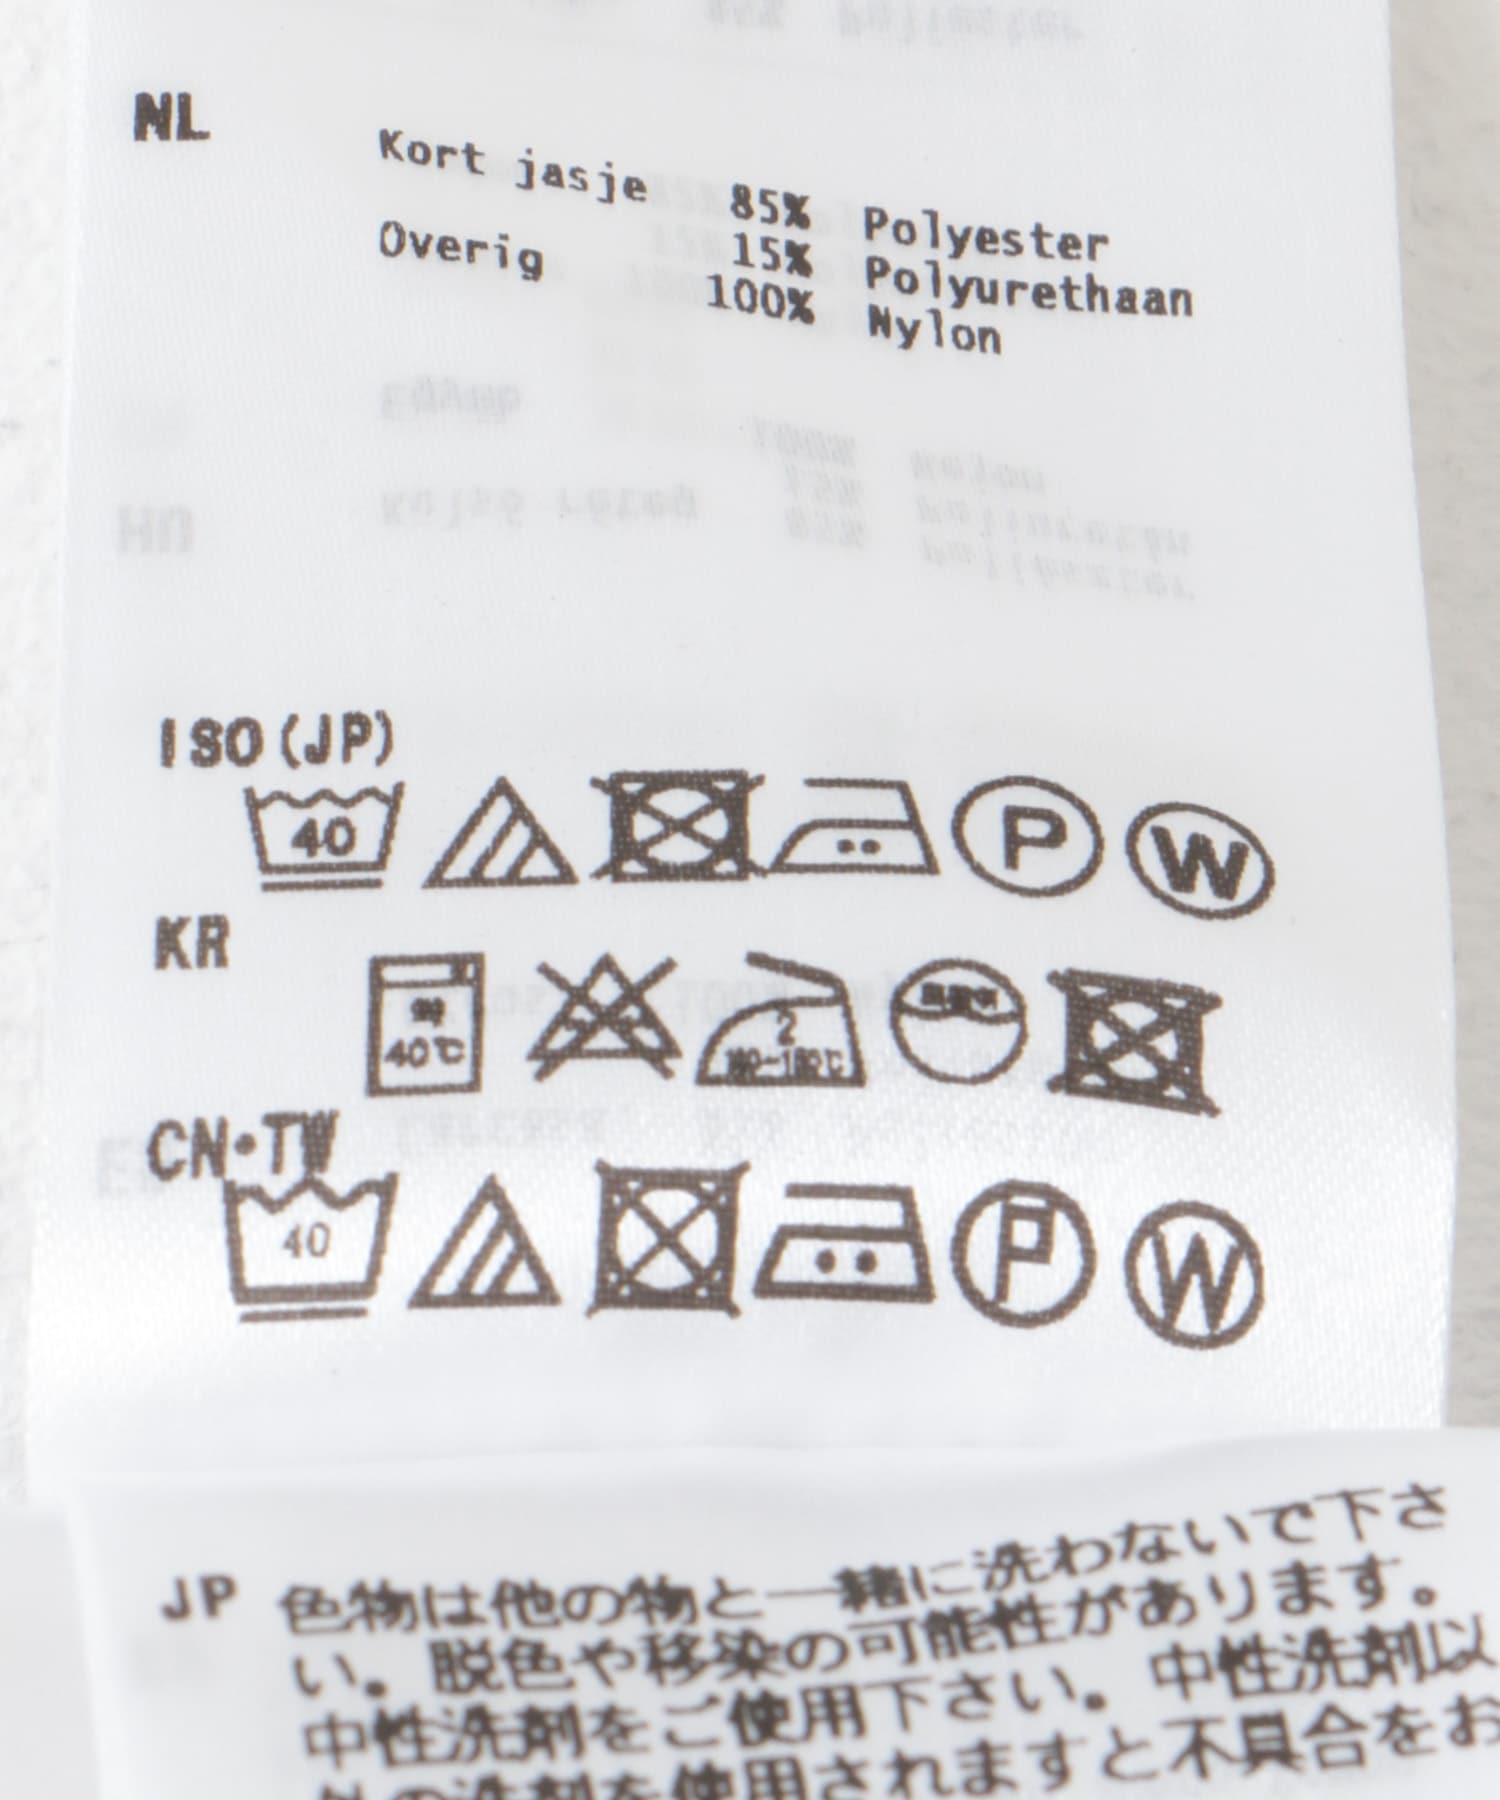 NL
Kort jasje 85% Polyester
15% Polyurethaan
Overig 100% Nylon
ISO(JP)
40 P W
KR
약 40℃ 2
CN・TW
40 P W
JP 色物は他の物と一緒に洗わないで下さ
い。脱色や移染の可能性があります。
中性洗剤をご使用下さい。中性洗剤以
外の洗剤を使用されますと不具合をお